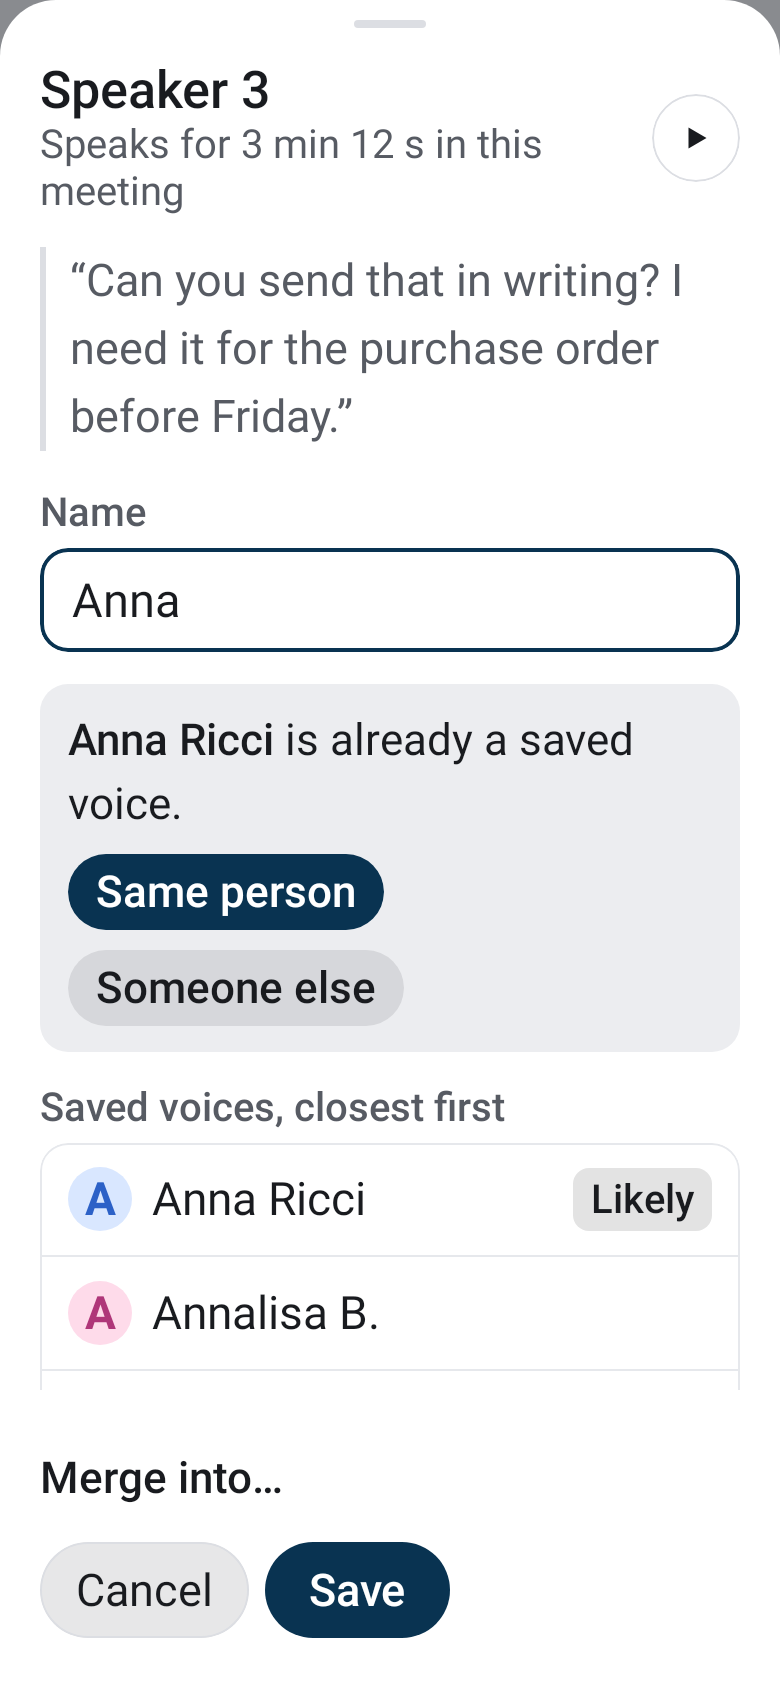 Speaker 3
Speaks for 3 min 12 s in this
meeting
“Can you send that in writing? I
need it for the purchase order
before Friday.”
Name
Anna
Anna Ricci is already a saved
voice.
Same person
Someone else
Saved voices, closest first
A Anna Ricci Likely
A Annalisa B.
Merge into…
Cancel Save